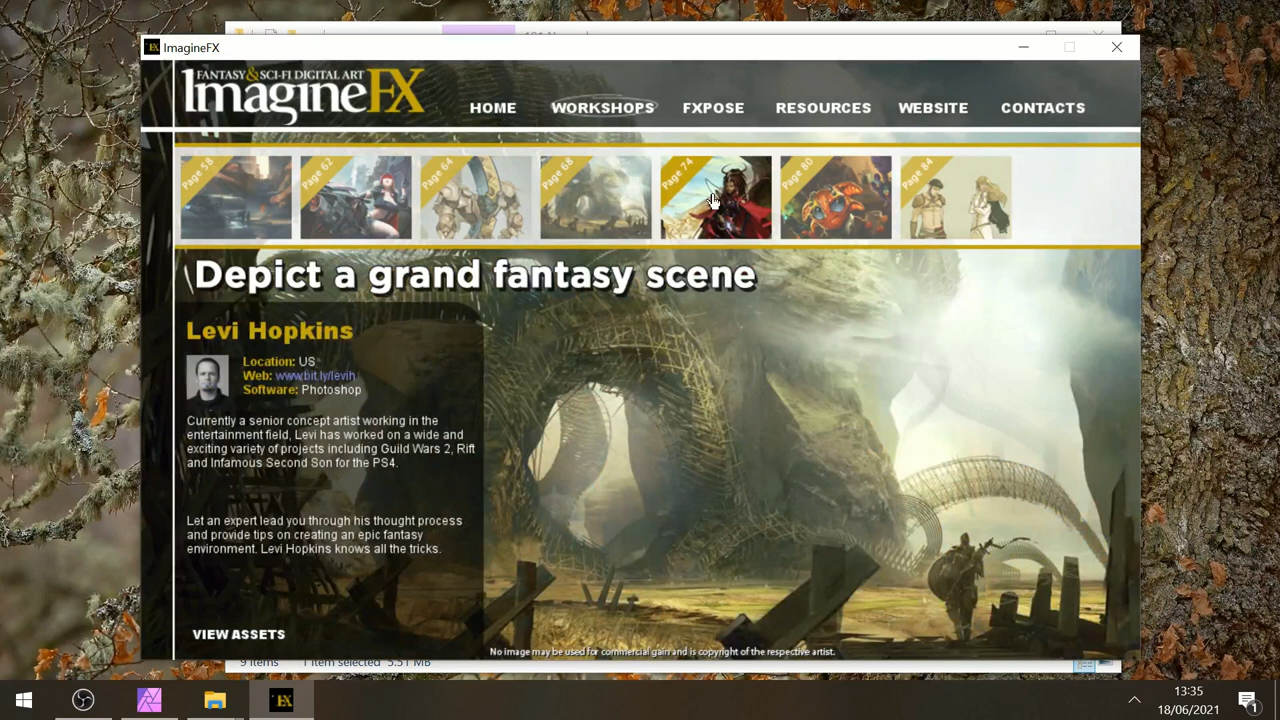 ImagineFX
FANTASY & SCI-FI DIGITAL ART
ImagineFX
HOME WORKSHOPS FXPOSE RESOURCES WEBSITE CONTACTS
Page 58 Page 62 Page 64 Page 68 Page 74 Page 80 Page 84
Depict a grand fantasy scene
Levi Hopkins
Location: US
Web: www.bit.ly/levih
Software: Photoshop
Currently a senior concept artist working in the
entertainment field, Levi has worked on a wide and
exciting variety of projects including Guild Wars 2, Rift
and Infamous Second Son for the PS4.
Let an expert lead you through his thought process
and provide tips on creating an epic fantasy
environment. Levi Hopkins knows all the tricks.
VIEW ASSETS
No image may be used for commercial gain and is copyright of the respective artist.
9 items 1 item selected 5.51 MB
FX
13:35
18/06/2021
1